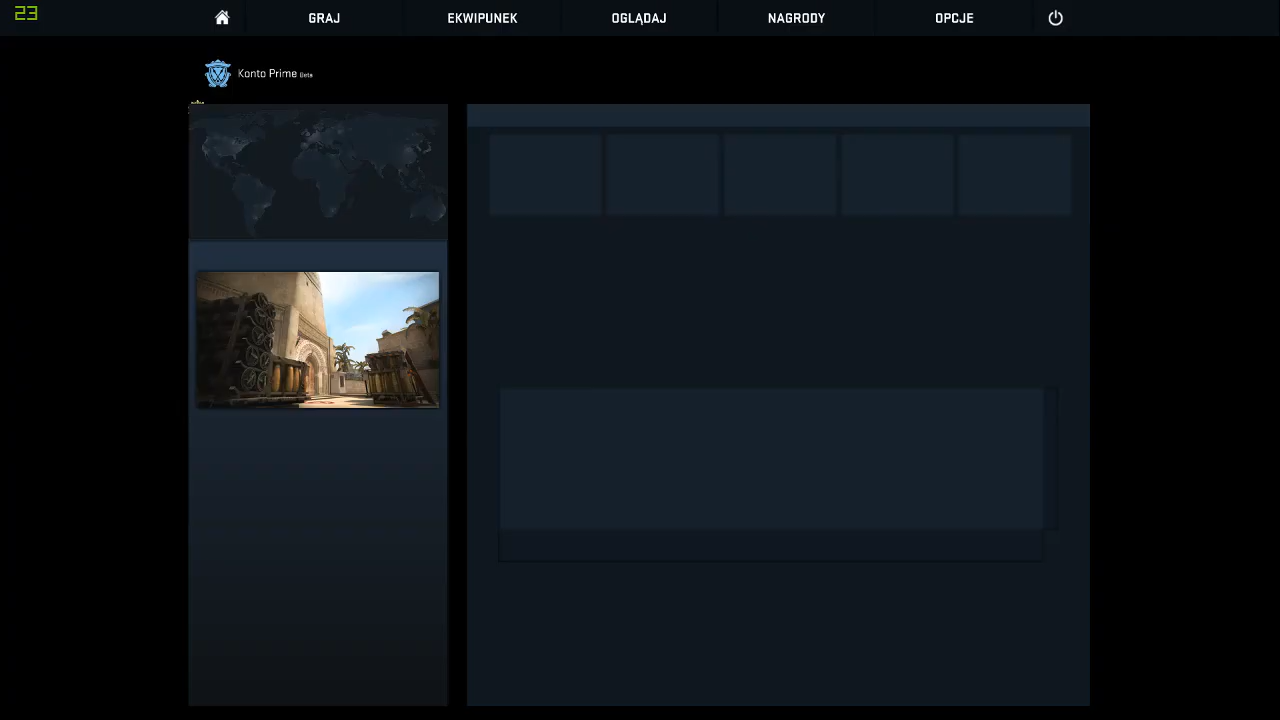 23
GRAJ
EKWIPUNEK
OGLĄDAJ
NAGRODY
OPCJE
Konto Prime Beta